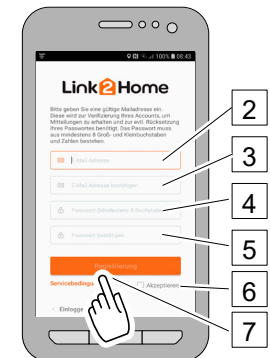 100% 08:43
Link2Home
Bitte geben Sie eine gültige Mailadresse ein.
Diese wird zur Verifizierung Ihres Accounts, um
Mitteilungen zu erhalten und zur evtl. Rücksetzung
Ihres Passwortes benötigt. Das Passwort muss
aus mindestens 8 Groß- und Kleinbuchstaben
und Zahlen bestehen.
E-Mail Adresse
2
E-Mail Adresse bestätigen
3
Passwort (Mindestens 8 Buchstaben
4
Passwort bestätigen
5
Registrierung
Servicebedingu
Akzeptieren
6
< Einlogge
7